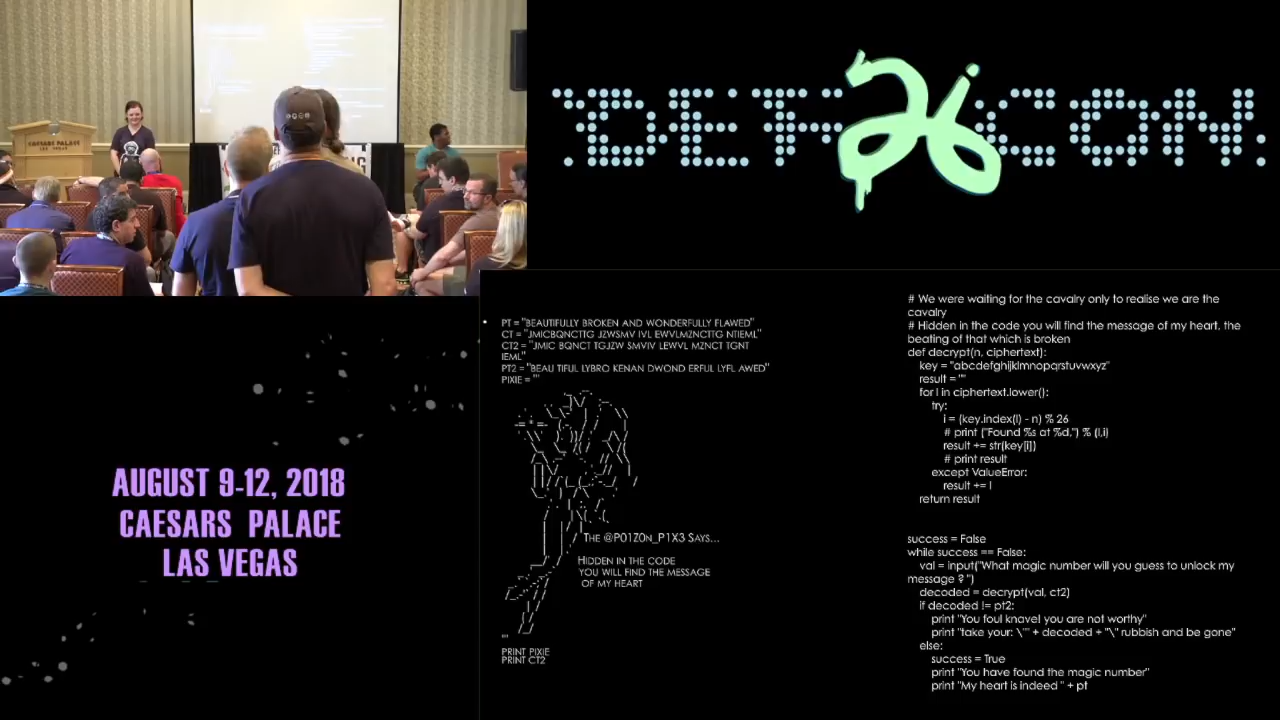 CAESARS PALACE
DEF CON
26
AUGUST 9-12, 2018
CAESARS PALACE
LAS VEGAS
PT = "BEAUTIFULLY BROKEN AND WONDERFULLY FLAWED"
CT = "JMICBQNCTTG JZWSMV IVL EWVLMZNCTTG NTIEML"
CT2 = "JMIC BQNCT TGJZW SMVIV LEWVL MZNCT TGNT
IEML"
PT2 = "BEAU TIFUL LYBRO KENAN DWOND ERFUL LYFL AWED"
PIXIE = '''
THE @P01Z0N_P1X3 SAYS...
HIDDEN IN THE CODE
YOU WILL FIND THE MESSAGE
OF MY HEART
'''
PRINT PIXIE
PRINT CT2
# We were waiting for the cavalry only to realise we are the
cavalry
# Hidden in the code you will find the message of my heart, the
beating of that which is broken
def decrypt(n, ciphertext):
key = "abcdefghijklmnopqrstuvwxyz"
result = ""
for l in ciphertext.lower():
try:
i = (key.index(l) - n) % 26
# print ("Found %s at %d,") % (l,i)
result += str(key[i])
# print result
except ValueError:
result += l
return result
success = False
while success == False:
val = input("What magic number will you guess to unlock my
message ? ")
decoded = decrypt(val, ct2)
if decoded != pt2:
print "You foul knave! you are not worthy"
print "take your: \"" + decoded + "\" rubbish and be gone"
else:
success = True
print "You have found the magic number"
print "My heart is indeed " + pt